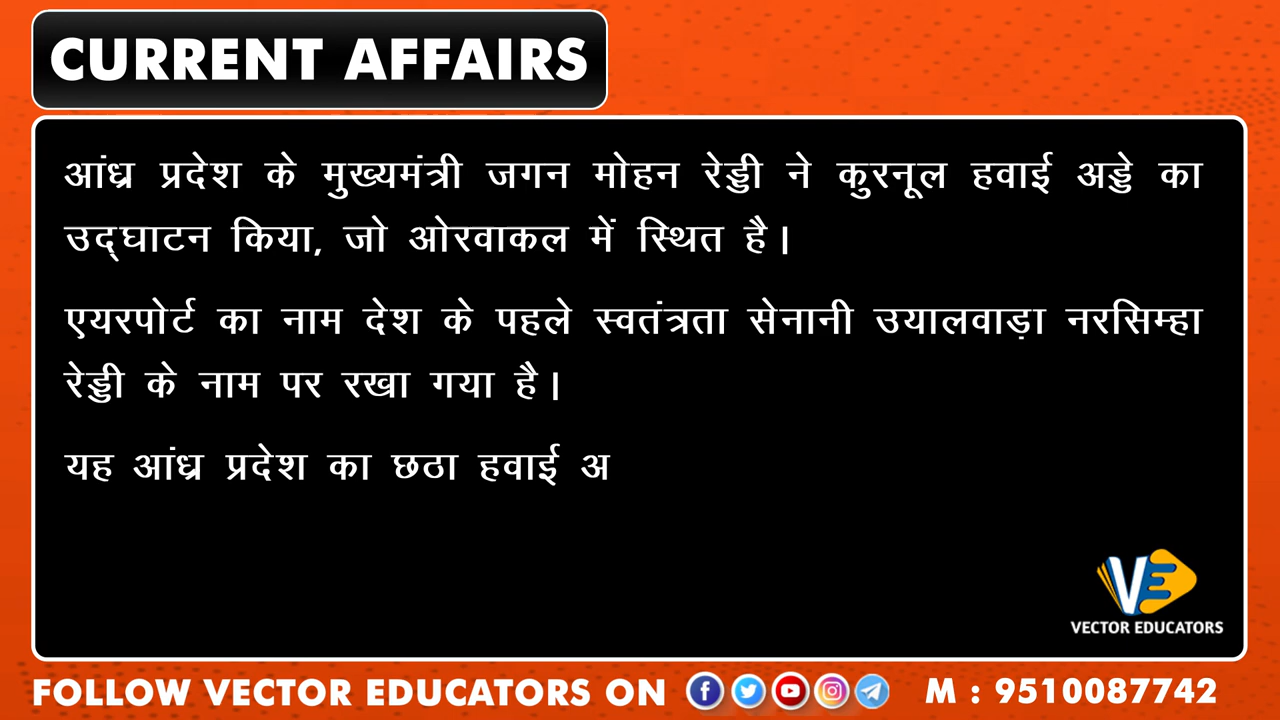 CURRENT AFFAIRS
आंध्र प्रदेश के मुख्यमंत्री जगन मोहन रेड्डी ने कुरनूल हवाई अड्डे का
उद्घाटन किया, जो ओरवाकल में स्थित है।
एयरपोर्ट का नाम देश के पहले स्वतंत्रता सेनानी उयालवाड़ा नरसिम्हा
रेड्डी के नाम पर रखा गया है।
यह आंध्र प्रदेश का छठा हवाई अ
VE
VECTOR EDUCATORS
FOLLOW VECTOR EDUCATORS ON M : 9510087742